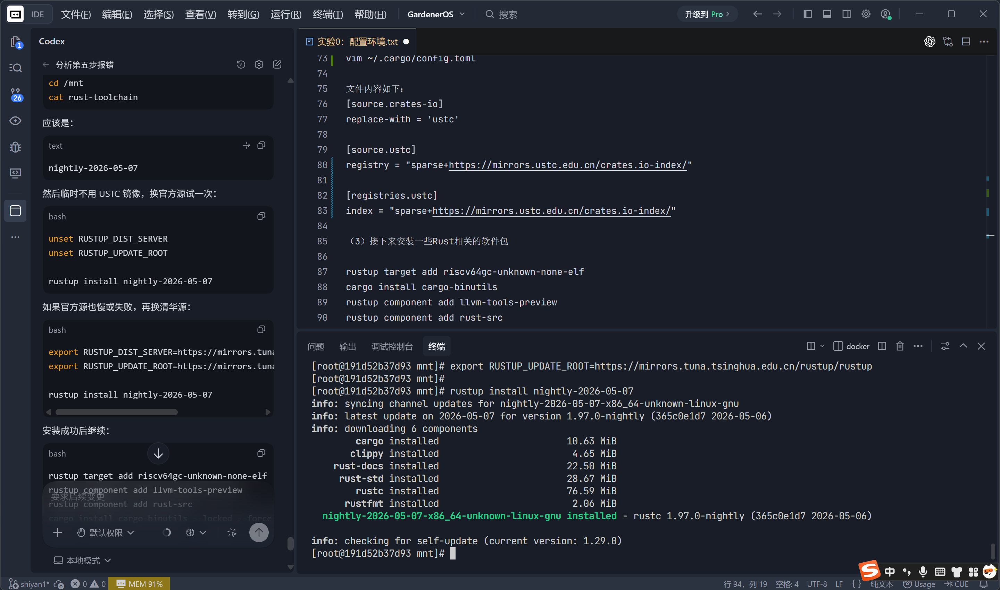 IDE 文件(F) 编辑(E) 选择(S) 查看(V) 转到(G) 运行(R) 终端(T) 帮助(H) GardenerOS 搜索 升级到 Pro
Codex
分析第五步报错
cd /mnt
cat rust-toolchain
应该是：
text
nightly-2026-05-07
然后临时不用 USTC 镜像，换官方源试一次：
bash
unset RUSTUP_DIST_SERVER
unset RUSTUP_UPDATE_ROOT
rustup install nightly-2026-05-07
如果官方源也慢或失败，再换清华源：
bash
export RUSTUP_DIST_SERVER=https://mirrors.tuna
export RUSTUP_UPDATE_ROOT=https://mirrors.tuna
rustup install nightly-2026-05-07
安装成功后继续：
bash
rustup target add riscv64gc-unknown-none-elf
rustup component add llvm-tools-preview
要求后续变更
rustup component add rust-src
cargo install cargo-binutils --locked --force
默认权限
本地模式
1
26
实验0：配置环境.txt
73 vim ~/.cargo/config.toml
74
75 文件内容如下：
76 [source.crates-io]
77 replace-with = 'ustc'
78
79 [source.ustc]
80 registry = "sparse+https://mirrors.ustc.edu.cn/crates.io-index/"
81
82 [registries.ustc]
83 index = "sparse+https://mirrors.ustc.edu.cn/crates.io-index/"
84
85 （3）接下来安装一些Rust相关的软件包
86
87 rustup target add riscv64gc-unknown-none-elf
88 cargo install cargo-binutils
89 rustup component add llvm-tools-preview
90 rustup component add rust-src
问题 输出 调试控制台 终端 docker
[root@191d52b37d93 mnt]# export RUSTUP_UPDATE_ROOT=https://mirrors.tuna.tsinghua.edu.cn/rustup/rustup
[root@191d52b37d93 mnt]#
[root@191d52b37d93 mnt]# rustup install nightly-2026-05-07
info: syncing channel updates for nightly-2026-05-07-x86_64-unknown-linux-gnu
info: latest update on 2026-05-07 for version 1.97.0-nightly (365c0e1d7 2026-05-06)
info: downloading 6 components
cargo installed 10.63 MiB
clippy installed 4.65 MiB
rust-docs installed 22.50 MiB
rust-std installed 28.67 MiB
rustc installed 76.59 MiB
rustfmt installed 2.06 MiB
nightly-2026-05-07-x86_64-unknown-linux-gnu installed - rustc 1.97.0-nightly (365c0e1d7 2026-05-06)
info: checking for self-update (current version: 1.29.0)
[root@191d52b37d93 mnt]#
S 中
shiyan1* 0 0 MEM 91% 行 94，列 19 空格: 4 UTF-8 LF { } 纯文本 Usage CUE